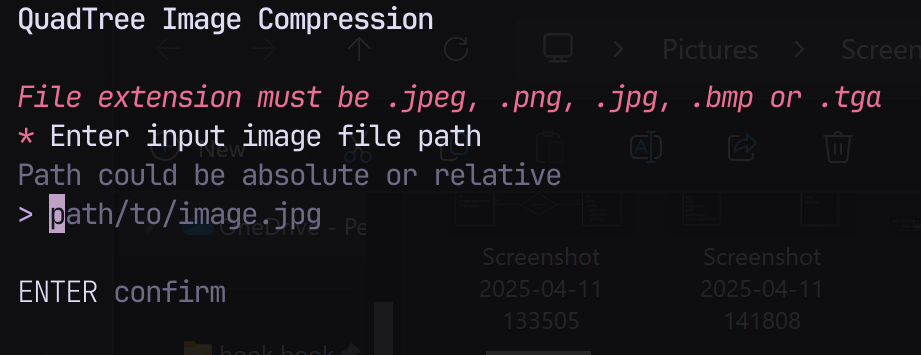 QuadTree Image Compression
Pictures
Screen
File extension must be .jpeg, .png, .jpg, .bmp or .tga
* Enter input image file path
New
Path could be absolute or relative
> path/to/image.jpg
OneDrive - Pe
Screenshot
2025-04-11
133505
Screenshot
2025-04-11
141808
ENTER confirm
book book